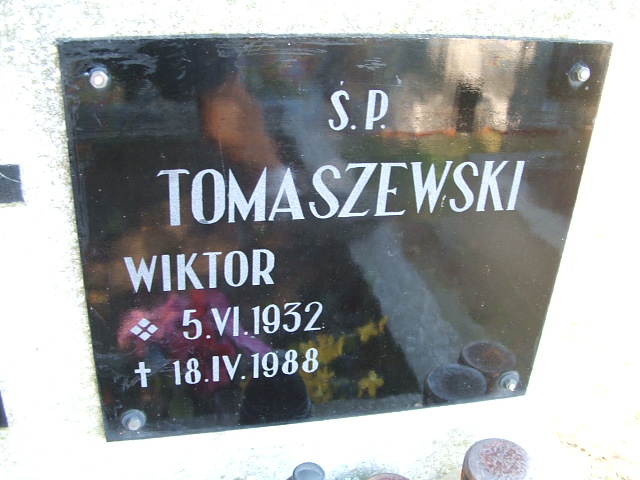 Ś.P.
TOMASZEWSKI
WIKTOR
❖ 5.VI.1932
✝ 18.IV.1988